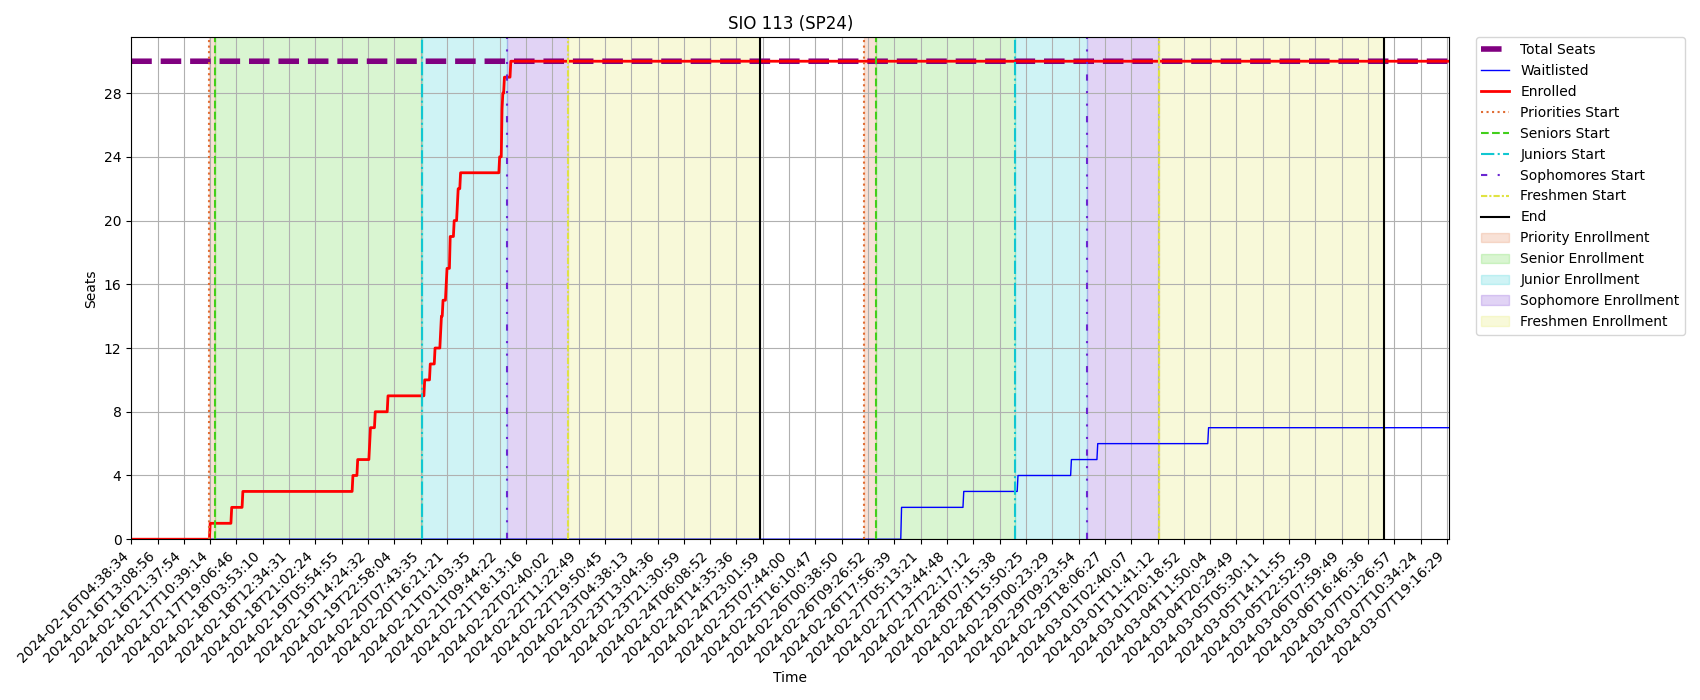 SIO 113 (SP24)
Total Seats
Waitlisted
Enrolled
Priorities Start
Seniors Start
Juniors Start
Sophomores Start
Freshmen Start
End
Priority Enrollment
Senior Enrollment
Junior Enrollment
Sophomore Enrollment
Freshmen Enrollment
Seats
28
24
20
16
12
8
4
0
2024-02-16T04:38:34
2024-02-16T13:08:56
2024-02-16T21:37:54
2024-02-17T10:39:14
2024-02-17T19:06:46
2024-02-18T03:53:10
2024-02-18T12:34:31
2024-02-18T21:02:24
2024-02-19T05:54:55
2024-02-19T14:24:32
2024-02-19T22:58:04
2024-02-20T07:43:35
2024-02-20T16:21:21
2024-02-21T01:03:35
2024-02-21T09:44:22
2024-02-21T18:13:16
2024-02-22T02:40:02
2024-02-22T11:22:49
2024-02-22T19:50:45
2024-02-23T04:38:13
2024-02-23T13:04:36
2024-02-23T21:30:59
2024-02-24T06:08:52
2024-02-24T14:35:36
2024-02-24T23:01:59
2024-02-25T07:44:00
2024-02-25T16:10:47
2024-02-26T00:38:50
2024-02-26T09:26:52
2024-02-26T17:56:39
2024-02-27T05:13:21
2024-02-27T13:44:48
2024-02-27T22:17:12
2024-02-28T07:15:38
2024-02-28T15:50:25
2024-02-29T00:23:29
2024-02-29T09:23:54
2024-02-29T18:06:27
2024-03-01T02:40:07
2024-03-01T11:41:12
2024-03-01T20:18:52
2024-03-04T11:50:04
2024-03-04T20:29:49
2024-03-05T05:30:11
2024-03-05T14:11:55
2024-03-05T22:52:59
2024-03-06T07:59:49
2024-03-06T16:46:36
2024-03-07T01:26:57
2024-03-07T10:34:24
2024-03-07T19:16:29
Time